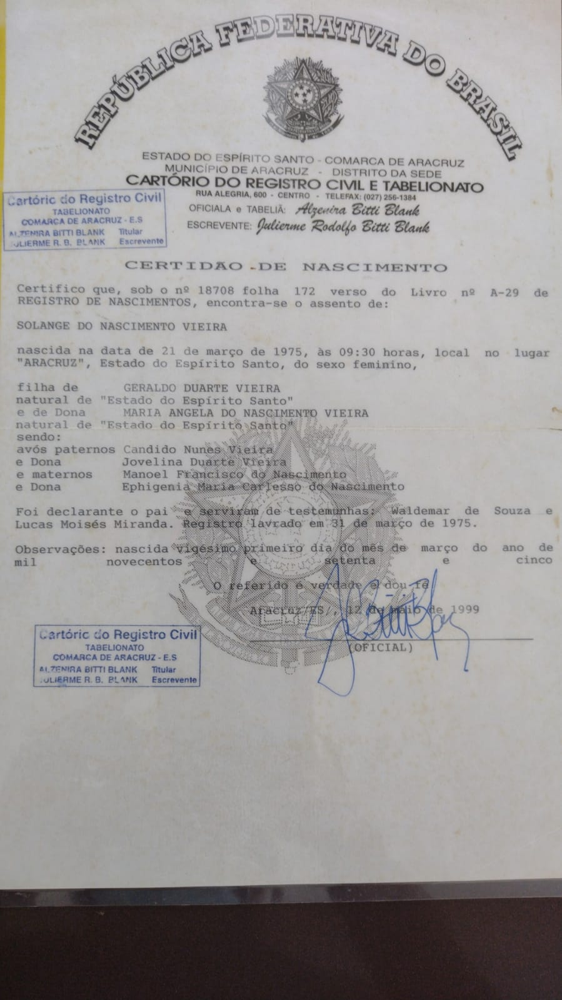 REPÚBLICA FEDERATIVA DO BRASIL
ESTADO DO ESPÍRITO SANTO - COMARCA DE ARACRUZ
MUNICÍPIO DE ARACRUZ - DISTRITO DA SEDE
CARTÓRIO DO REGISTRO CIVIL E TABELIONATO
RUA ALEGRIA, 600 - CENTRO - TELEFAX: (027) 256-1384
OFICIALA e TABELIÃ: Alzenira Bitti Blank
ESCREVENTE: Julierme Rodolfo Bitti Blank
Cartório do Registro Civil
TABELIONATO
COMARCA DE ARACRUZ - E.S
ALZENIRA BITTI BLANK Titular
JULIERME R. B. BLANK Escrevente
CERTIDÃO -DE NASCIMENTO
Certifico que, sob o nº 18708 folha 172 verso do Livro nº A-29 de
REGISTRO DE NASCIMENTOS, encontra-se o assento de:
SOLANGE DO NASCIMENTO VIEIRA
nascida na data de 21 de março de 1975, às 09:30 horas, local no lugar
"ARACRUZ", Estado do Espírito Santo, do sexo feminino,
filha de GERALDO DUARTE VIEIRA
natural de "Estado do Espírito Santo"
e de Dona MARIA ANGELA DO NASCIMENTO VIEIRA
natural de "Estado do Espírito Santo"
sendo:
avós paternos Candido Nunes Vieira
e Dona Jovelina Duarte Vieira
e maternos Manoel Francisco do Nascimento
e Dona Ephigenia Maria Carlesso do Nascimento
Foi declarante o pai e serviram de testemunhas: Waldemar de Souza e
Lucas Moisés Miranda. Registro lavrado em 31 de março de 1975.
Observações: nascida vigésimo primeiro dia do mês de março do ano de
mil novecentos e setenta e cinco
O referido é verdade e dou fé
Aracruz/ES/, 12 de maio de 1999
(OFICIAL)
Cartório do Registro Civil
TABELIONATO
COMARCA DE ARACRUZ - E.S
ALZENIRA BITTI BLANK Titular
JULIERME R. B. BLANK Escrevente